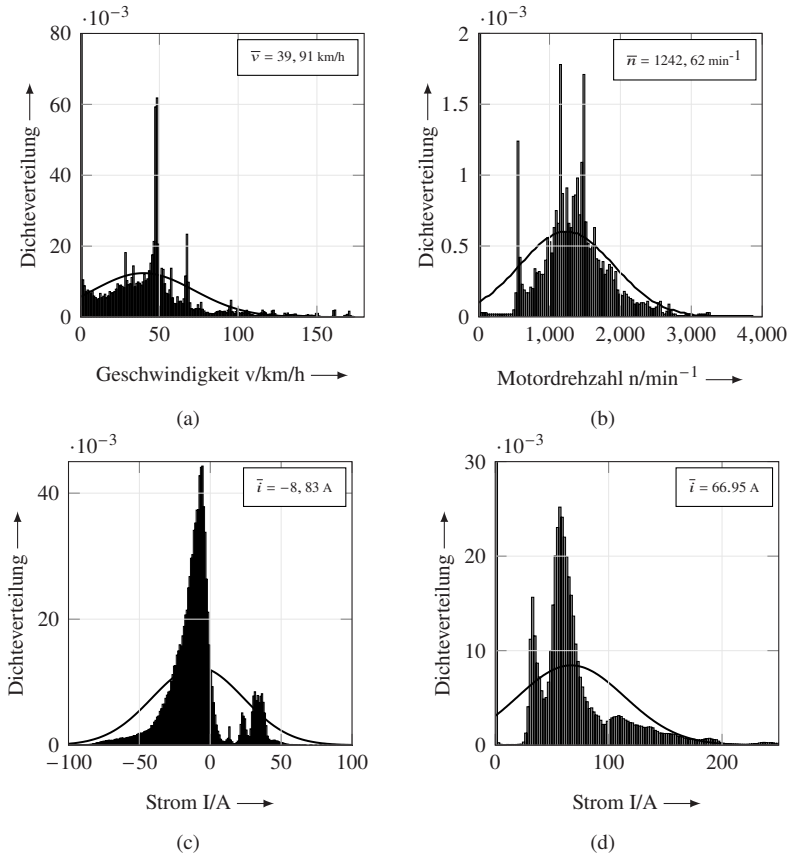 ·10⁻³
80
60
40
20
0
0
50
100
150
Dichteverteilung
v̅ = 39, 91 km/h
Geschwindigkeit v/km/h
(a)
·10⁻³
2
1.5
1
0.5
0
0
1,000
2,000
3,000
4,000
Dichteverteilung
n̅ = 1242, 62 min⁻¹
Motordrehzahl n/min⁻¹
(b)
·10⁻³
40
20
0
−100
−50
0
50
100
Dichteverteilung
i̅ = −8, 83 A
Strom I/A
(c)
·10⁻³
30
20
10
0
0
100
200
Dichteverteilung
i̅ = 66.95 A
Strom I/A
(d)